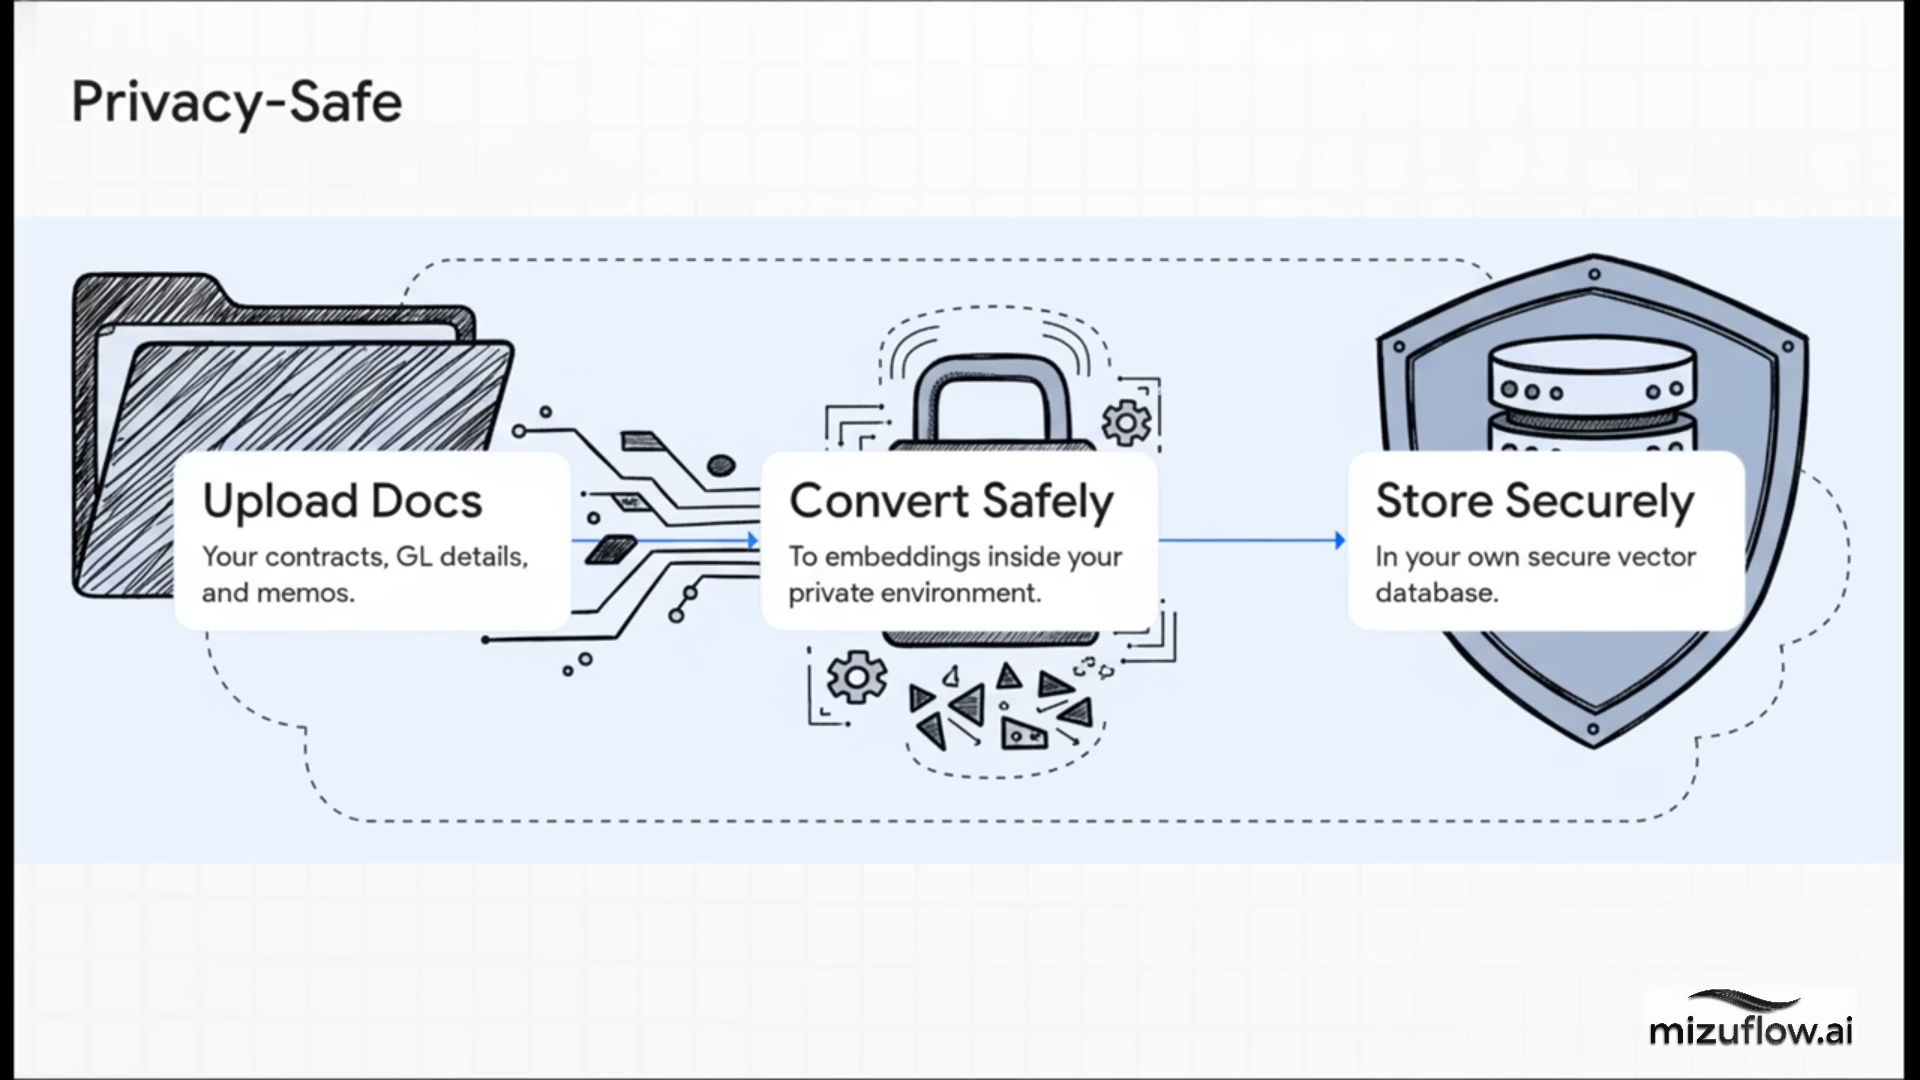 Privacy-Safe
Upload Docs
Your contracts, GL details,
and memos.
Convert Safely
To embeddings inside your
private environment.
Store Securely
In your own secure vector
database.
mizuflow.ai